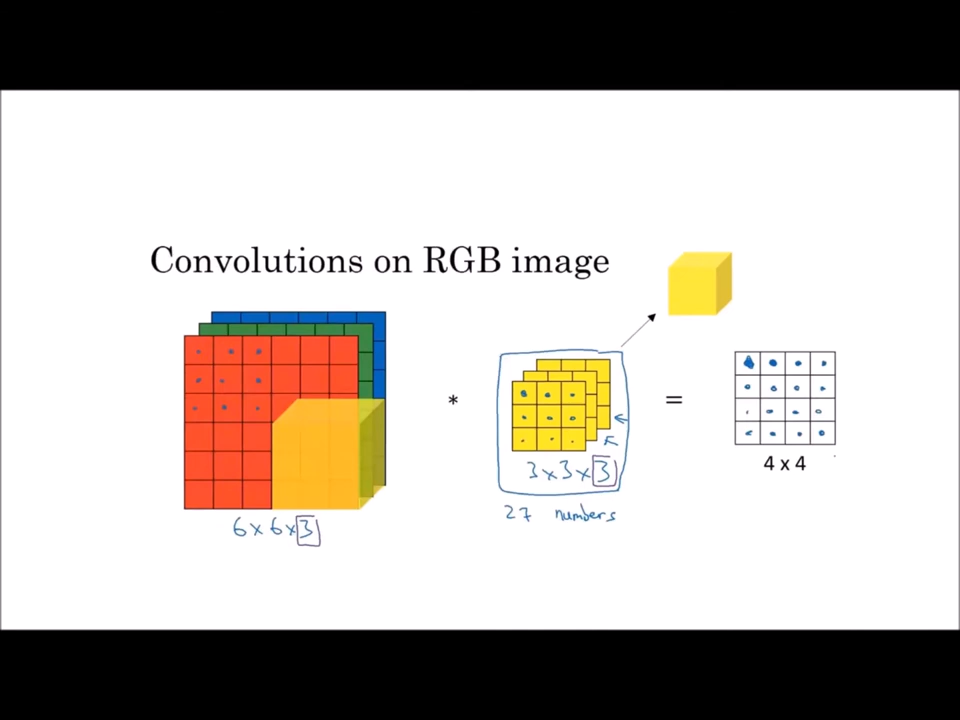 Convolutions on RGB image
*
=
3 x 3 x 3
4 x 4
27 numbers
6 x 6 x 3